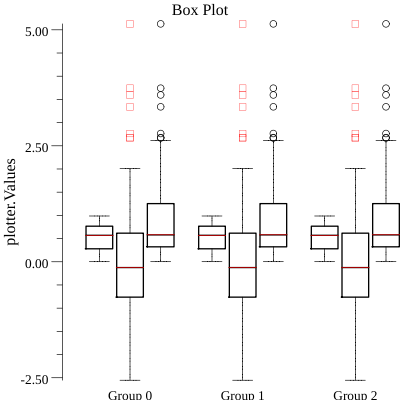 Box Plot
5.00
2.50
0.00
-2.50
plotter.Values
Group 0
Group 1
Group 2